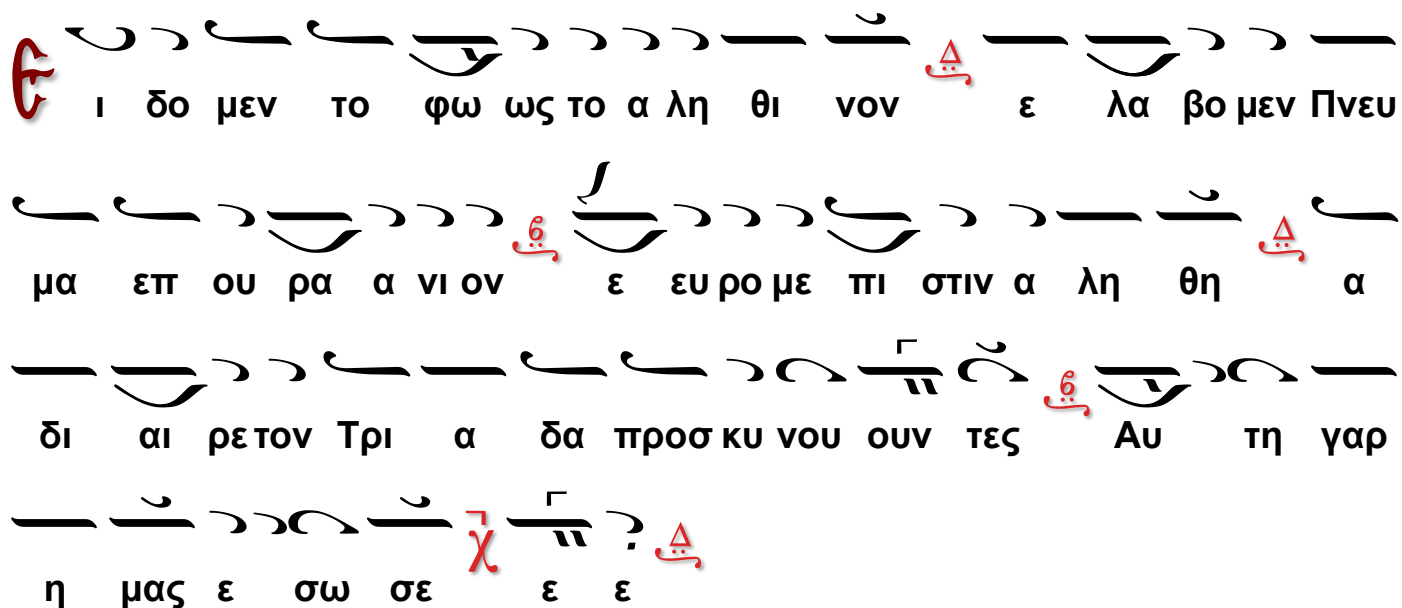 Ε ι δο μεν το φω ως το α λη θι νον Δ ε λα βο μεν Πνευ
μα επ ου ρα α νι ον 6 ε ευ ρο με πι στιν α λη θη Δ α
δι αι ρε τον Τρι α δα προσ κυ νου ουν τες 6 Αυ τη γαρ
η μας ε σω σε χ ε ε Δ